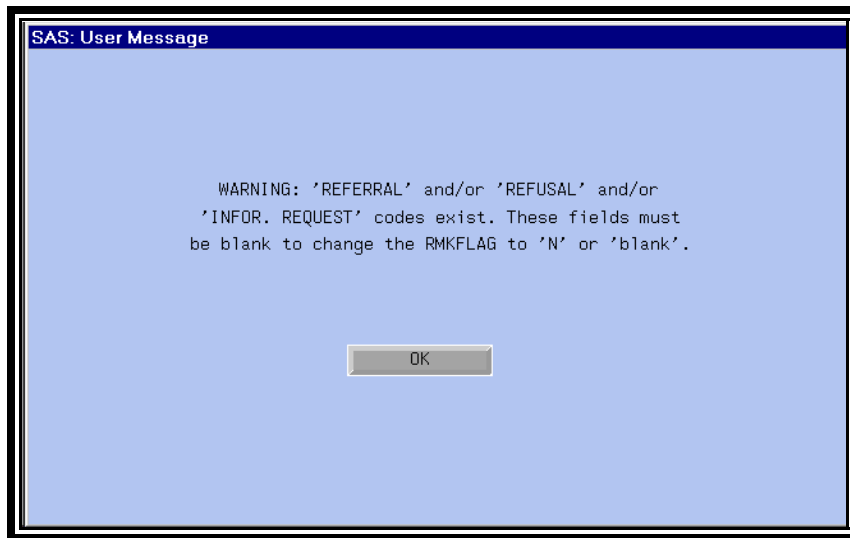 SAS: User Message
WARNING: 'REFERRAL' and/or 'REFUSAL' and/or
'INFOR. REQUEST' codes exist. These fields must
be blank to change the RMKFLAG to 'N' or 'blank'.
OK